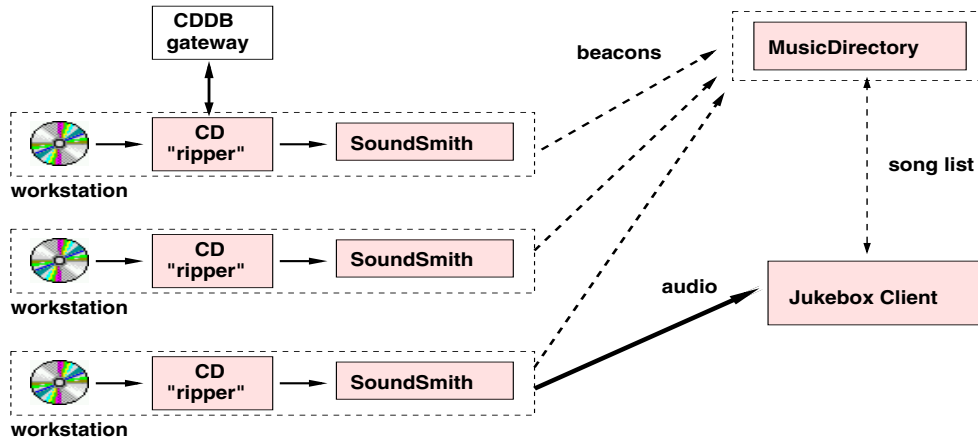 CDDB
gateway
beacons
MusicDirectory
CD
"ripper"
SoundSmith
workstation
song list
CD
"ripper"
SoundSmith
workstation
audio
Jukebox Client
CD
"ripper"
SoundSmith
workstation